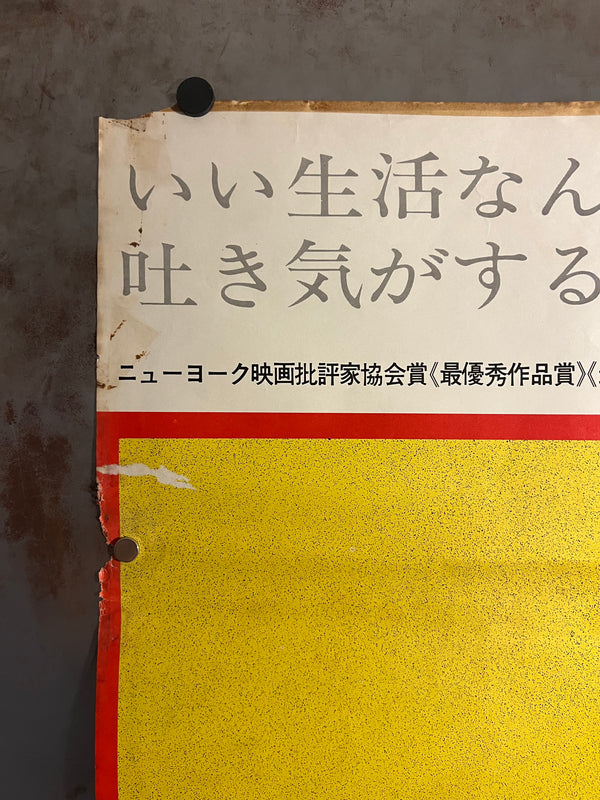 いい生活なん
吐き気がする
ニューヨーク映画批評家協会賞《最優秀作品賞》《